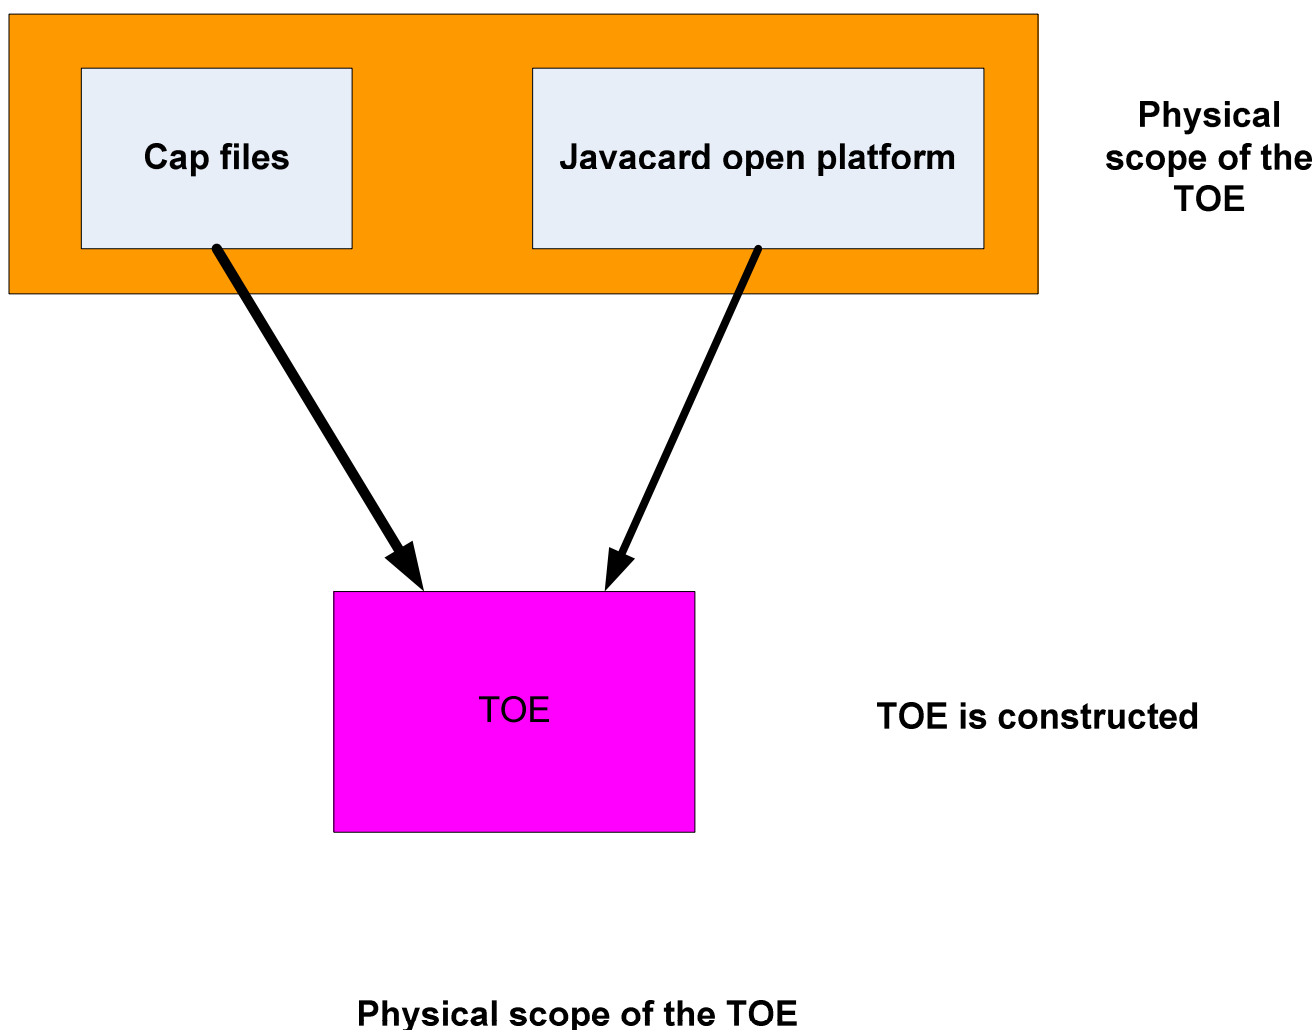 Cap files
Javacard open platform
Physical
scope of the
TOE
TOE
TOE is constructed
Physical scope of the TOE